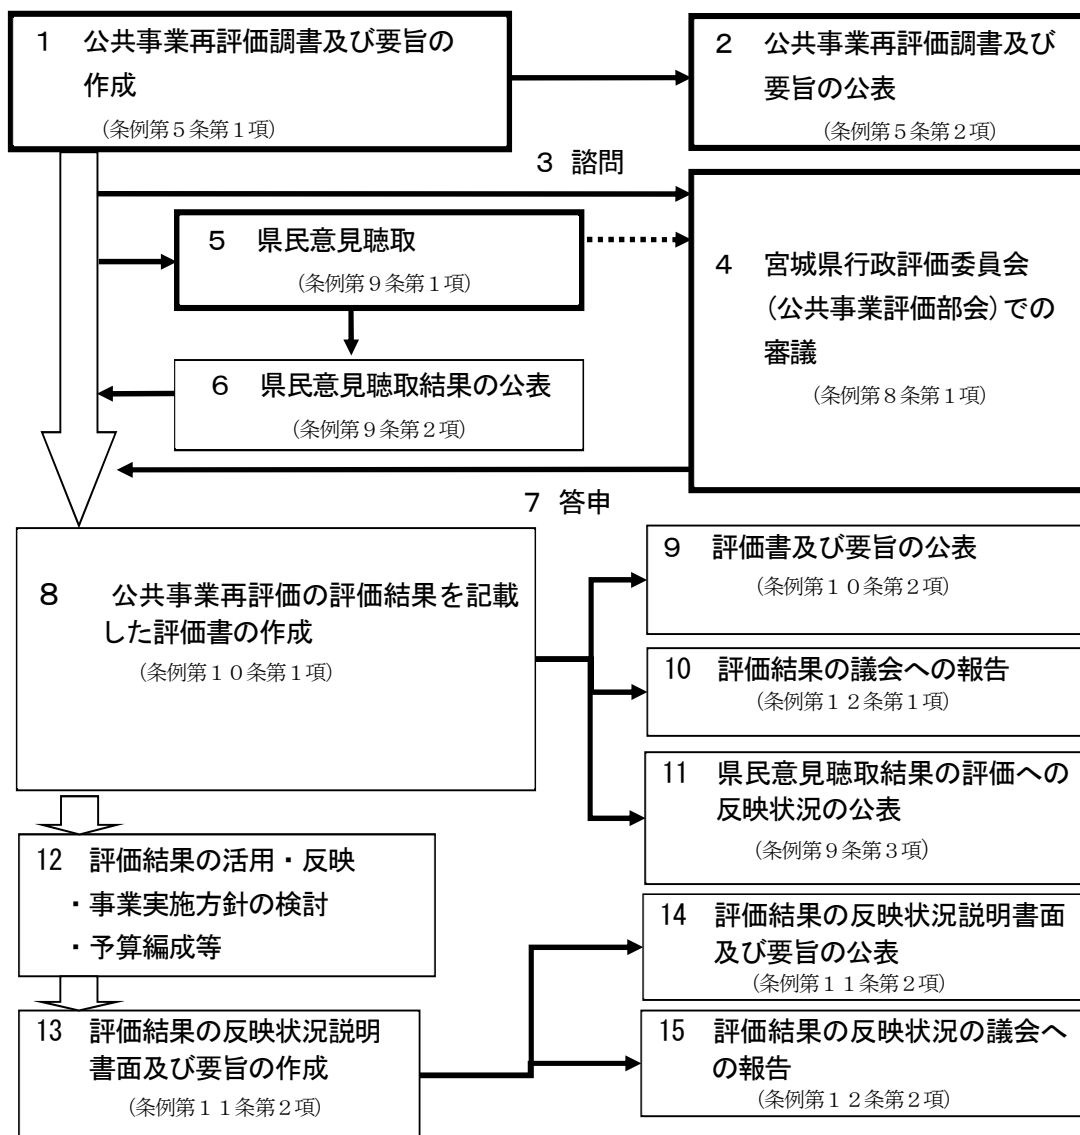 １　公共事業再評価調書及び要旨の
作成
（条例第５条第１項）
２　公共事業再評価調書及び
要旨の公表
（条例第５条第２項）
３ 諮問
５　県民意見聴取
（条例第９条第１項）
４　宮城県行政評価委員会
（公共事業評価部会）での
審議
（条例第８条第１項）
６　県民意見聴取結果の公表
（条例第９条第２項）
７ 答申
８　公共事業再評価の評価結果を記載
した評価書の作成
（条例第１０条第１項）
９　評価書及び要旨の公表
（条例第１０条第２項）
10　評価結果の議会への報告
（条例第１２条第１項）
11　県民意見聴取結果の評価への
反映状況の公表
（条例第９条第３項）
12　評価結果の活用・反映
・事業実施方針の検討
・予算編成等
13　評価結果の反映状況説明
書面及び要旨の作成
（条例第１１条第２項）
14　評価結果の反映状況説明書面
及び要旨の公表
（条例第１１条第２項）
15　評価結果の反映状況の議会へ
の報告
（条例第１２条第２項）